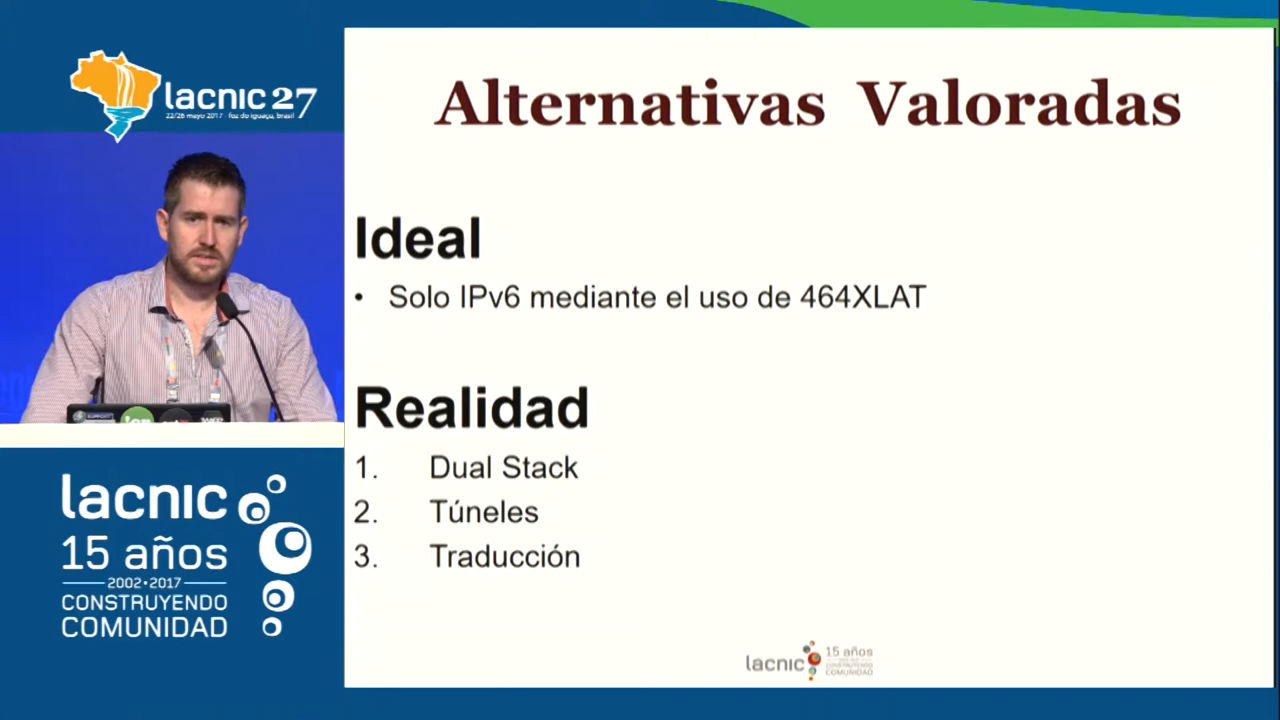 lacnic 27
22/26 mayo 2017 - foz do iguaçu, brasil
Alternativas Valoradas
Ideal
• Solo IPv6 mediante el uso de 464XLAT
Realidad
1. Dual Stack
2. Túneles
3. Traducción
lacnic
15 años
2002•2017
CONSTRUYENDO
COMUNIDAD
lacnic
15 años
CONSTRUYENDO
COMUNIDAD